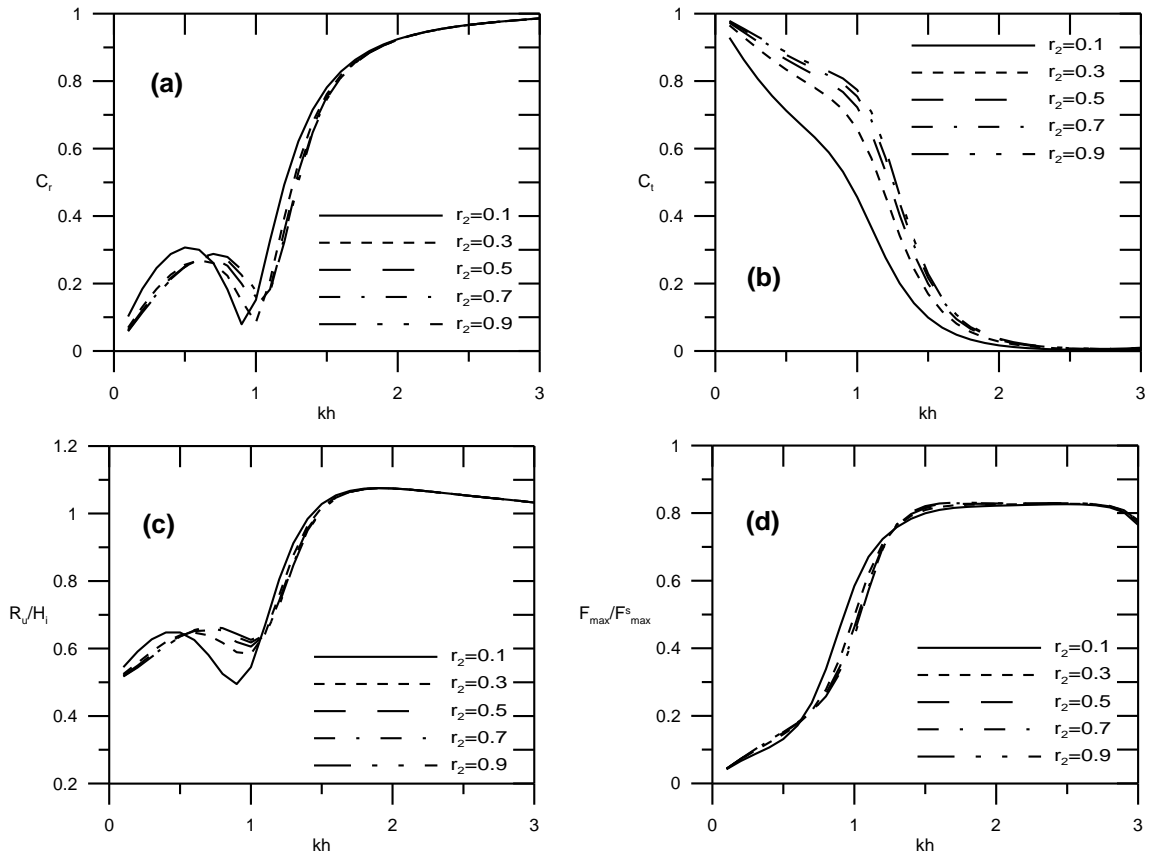 1
0.8
0.6
0.4
0.2
0
C_r
(a)
r_2=0.1
r_2=0.3
r_2=0.5
r_2=0.7
r_2=0.9
0 1 2 3
kh
1
0.8
0.6
0.4
0.2
0
C_t
(b)
r_2=0.1
r_2=0.3
r_2=0.5
r_2=0.7
r_2=0.9
0 1 2 3
kh
1.2
1
0.8
0.6
0.4
0.2
R_u/H_i
(c)
r_2=0.1
r_2=0.3
r_2=0.5
r_2=0.7
r_2=0.9
0 1 2 3
kh
1
0.8
0.6
0.4
0.2
0
F_max/F^s_max
(d)
r_2=0.1
r_2=0.3
r_2=0.5
r_2=0.7
r_2=0.9
0 1 2 3
kh